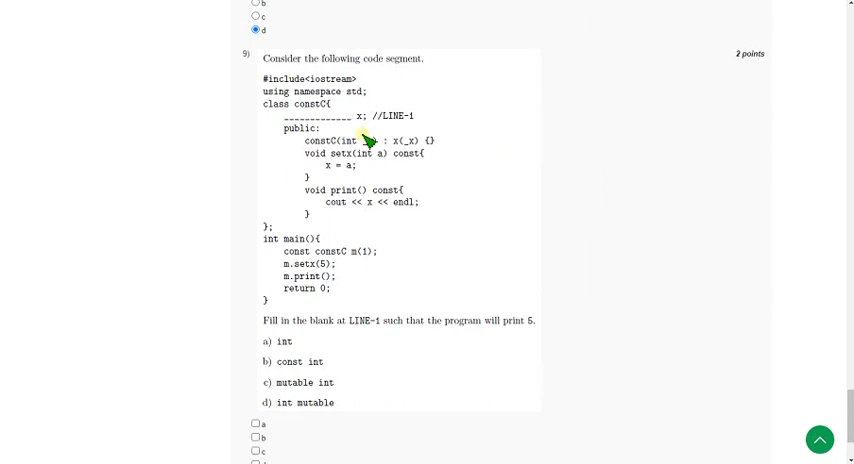 b
c
d
9) Consider the following code segment. 2 points
#include<iostream>
using namespace std;
class constC{
_____________ x; //LINE-1
public:
constC(int _x) : x(_x) {}
void setx(int a) const{
x = a;
}
void print() const{
cout << x << endl;
}
};
int main(){
const constC m(1);
m.setx(5);
m.print();
return 0;
}
Fill in the blank at LINE-1 such that the program will print 5.
a) int
b) const int
c) mutable int
d) int mutable
a
b
c